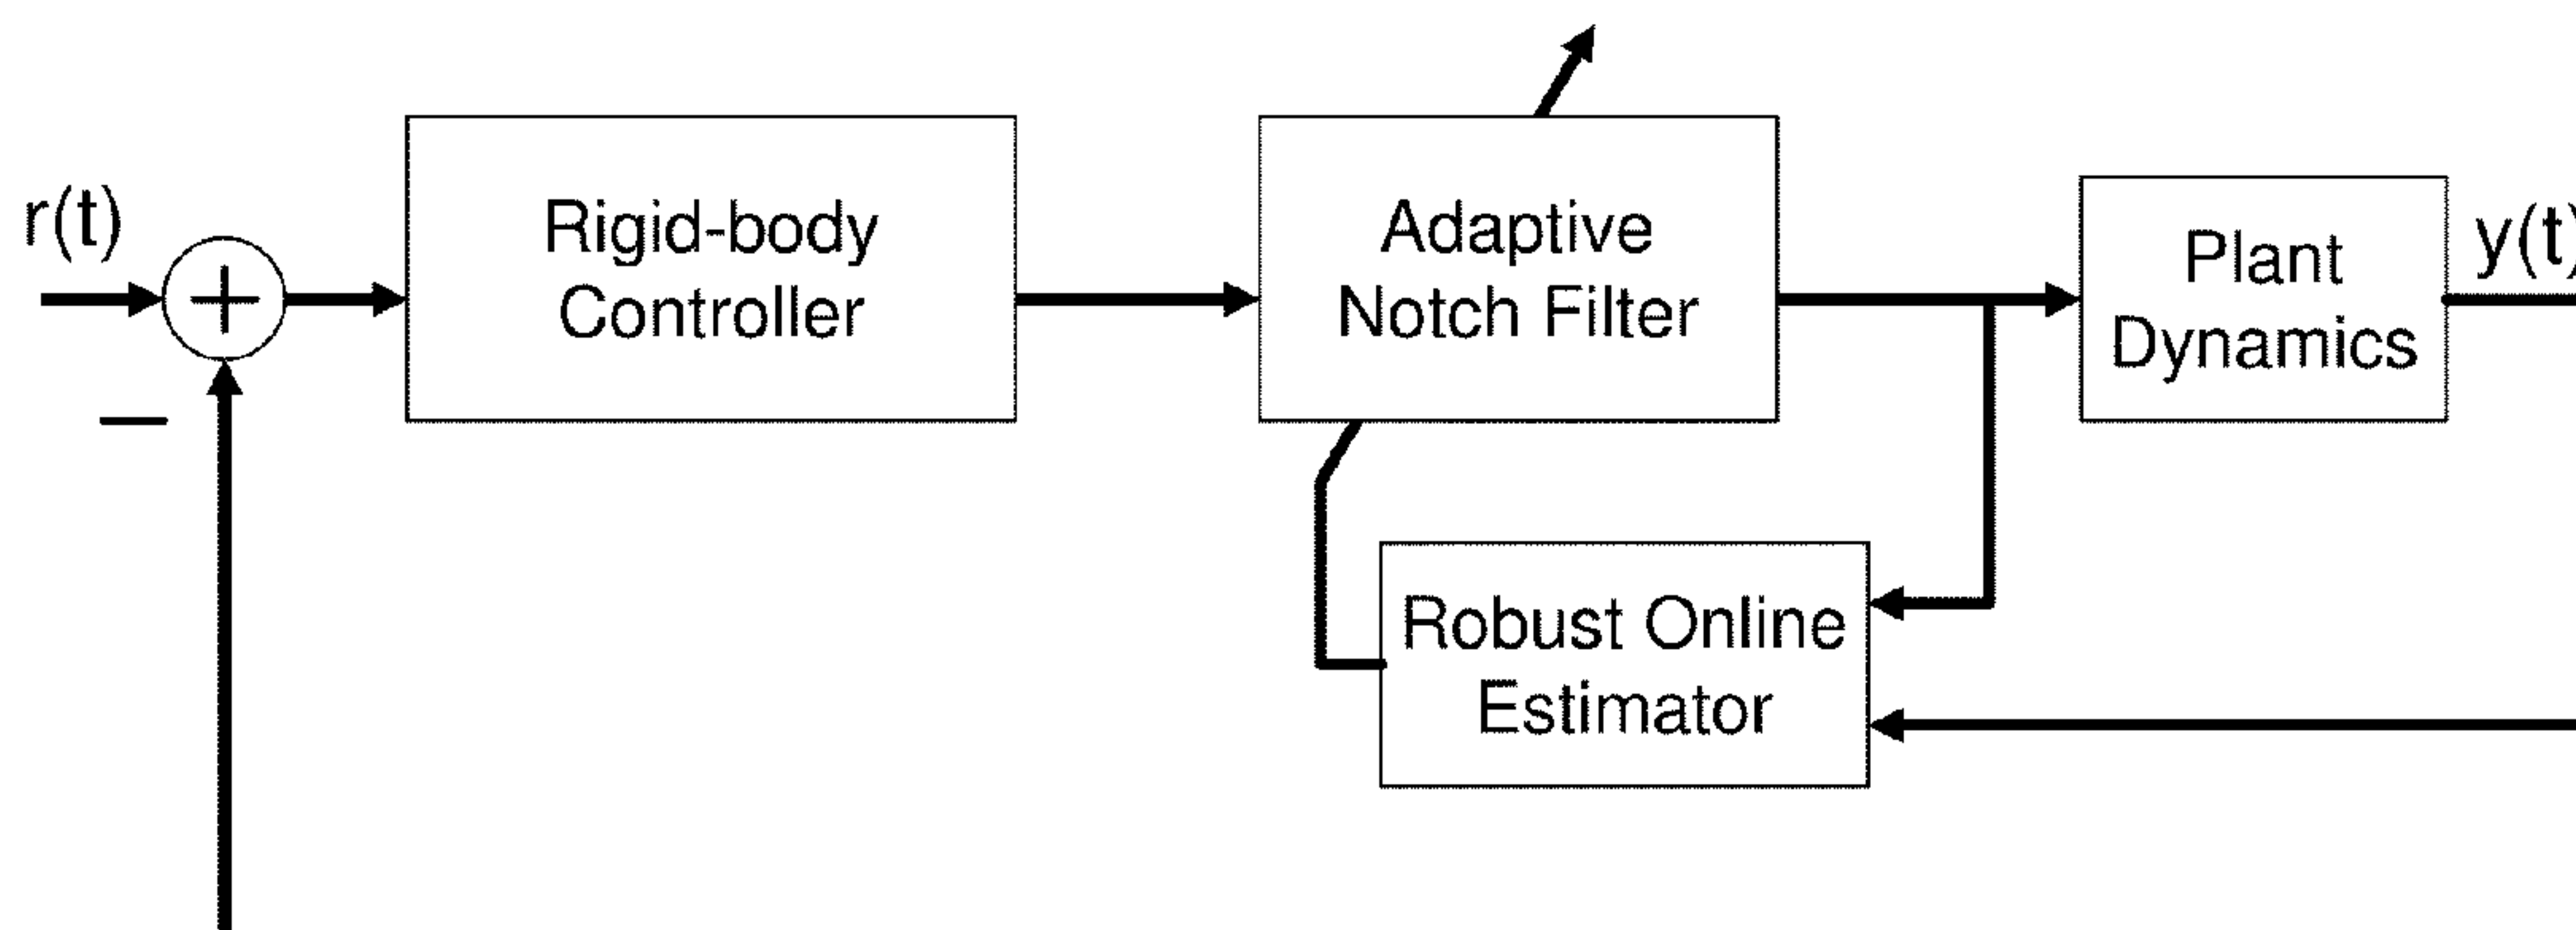 r(t)
+
−
Rigid-body
Controller
Adaptive
Notch Filter
Plant
Dynamics
y(t)
Robust Online
Estimator